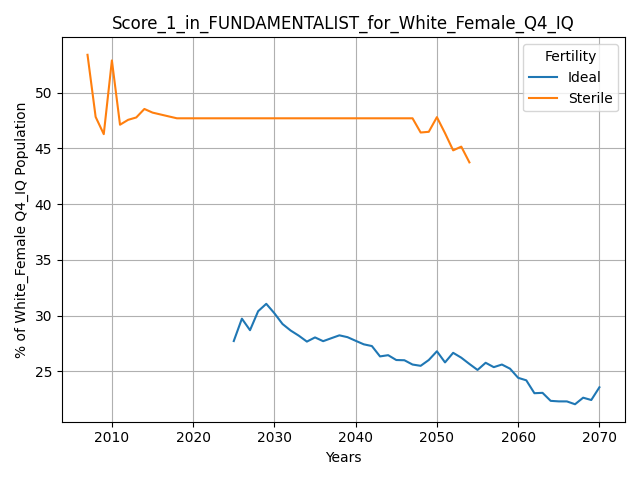 Score_1_in_FUNDAMENTALIST_for_White_Female_Q4_IQ
Fertility
Ideal
Sterile
% of White_Female Q4_IQ Population
50
45
40
35
30
25
2010 2020 2030 2040 2050 2060 2070
Years